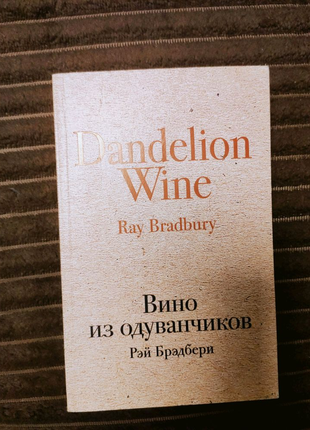 Dandelion
Wine
Ray Bradbury
Вино
из одуванчиков
Рэй Брэдбери